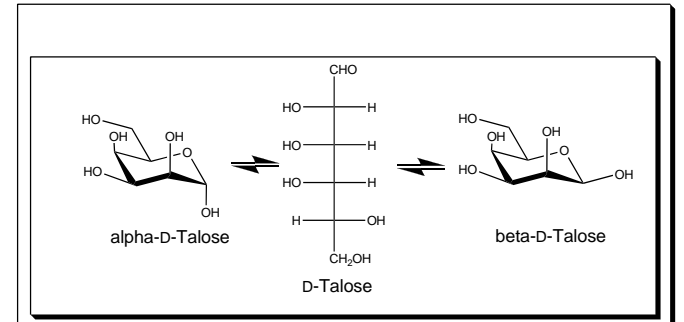 CHO
HO H
HO H
HO H
H OH
CH2OH
D-Talose
HO
OH
OH
HO
O
OH
alpha-D-Talose
HO
OH
OH
HO
O
OH
beta-D-Talose